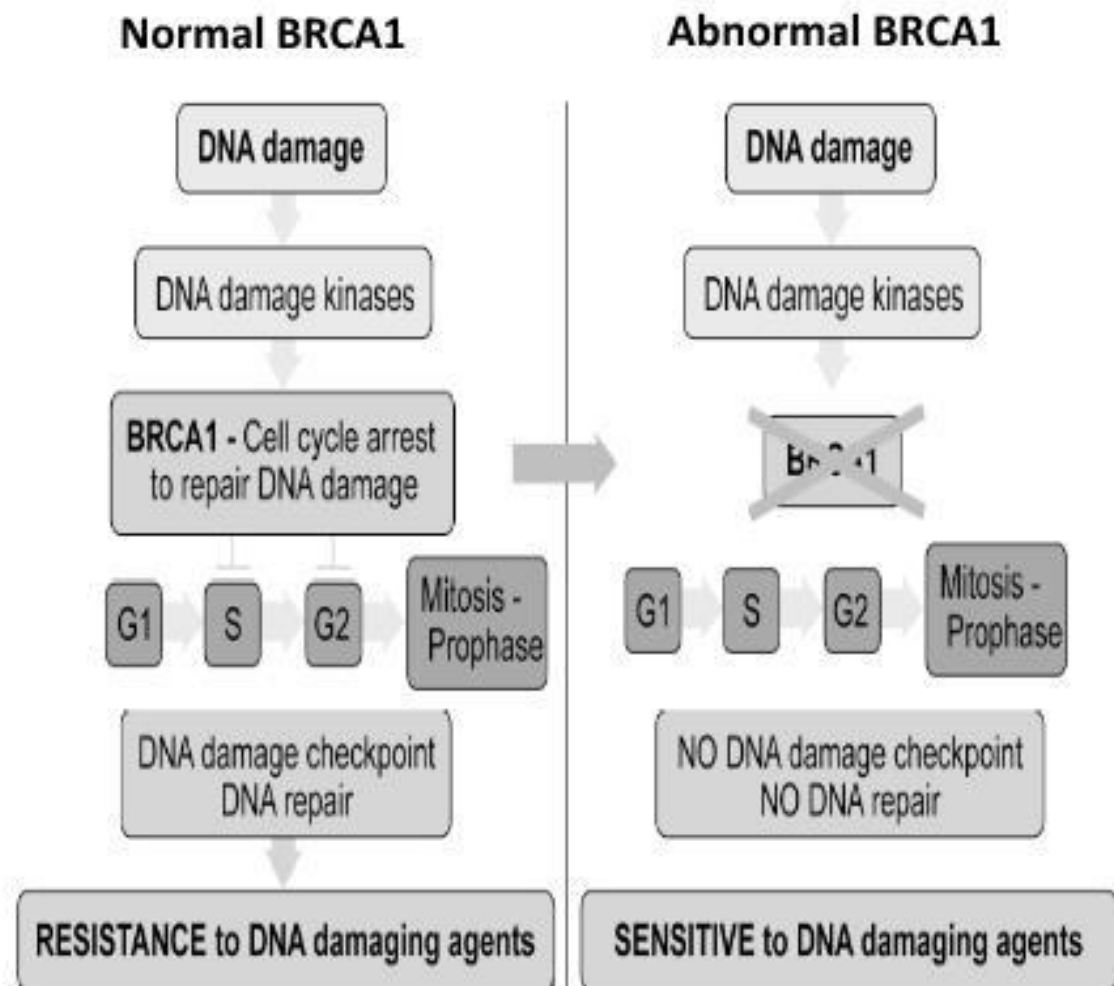 Normal BRCA1
DNA damage
DNA damage kinases
BRCA1 - Cell cycle arrest
to repair DNA damage
G1
S
G2
Mitosis -
Prophase
DNA damage checkpoint
DNA repair
RESISTANCE to DNA damaging agents
Abnormal BRCA1
DNA damage
DNA damage kinases
BRCA1
G1
S
G2
Mitosis -
Prophase
NO DNA damage checkpoint
NO DNA repair
SENSITIVE to DNA damaging agents